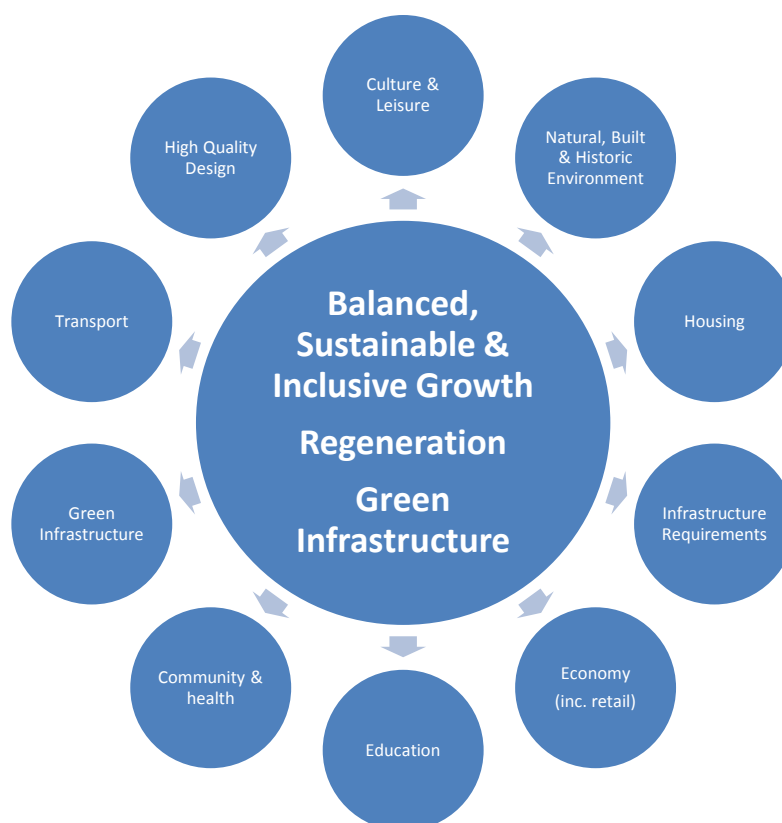 Culture &
Leisure
Natural, Built
& Historic
Environment
Housing
Infrastructure
Requirements
Economy
(inc. retail)
Education
Community &
health
Green
Infrastructure
Transport
High Quality
Design
Balanced,
Sustainable &
Inclusive Growth
Regeneration
Green
Infrastructure